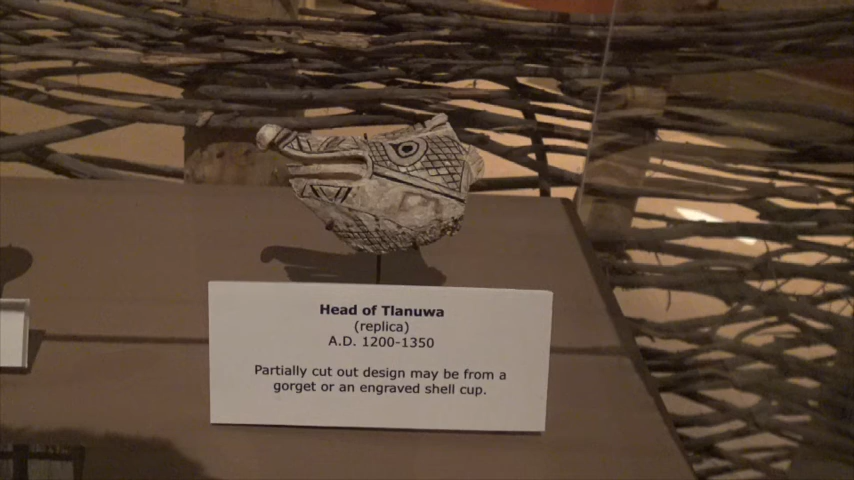 Head of Tlanuwa
(replica)
A.D. 1200-1350
Partially cut out design may be from a
gorget or an engraved shell cup.